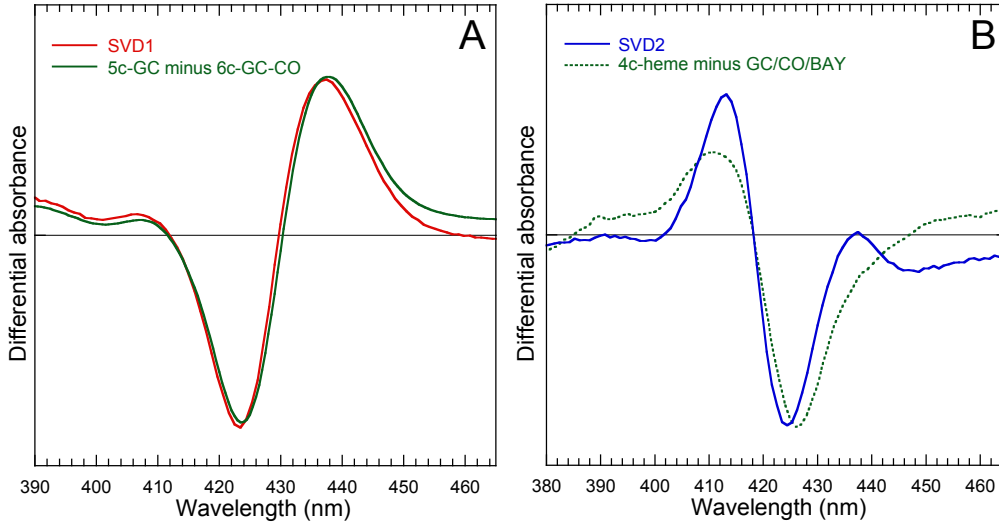 A
SVD1
5c-GC minus 6c-GC-CO
Differential absorbance
390 400 410 420 430 440 450 460
Wavelength (nm)
B
SVD2
4c-heme minus GC/CO/BAY
Differential absorbance
380 390 400 410 420 430 440 450 460
Wavelength (nm)